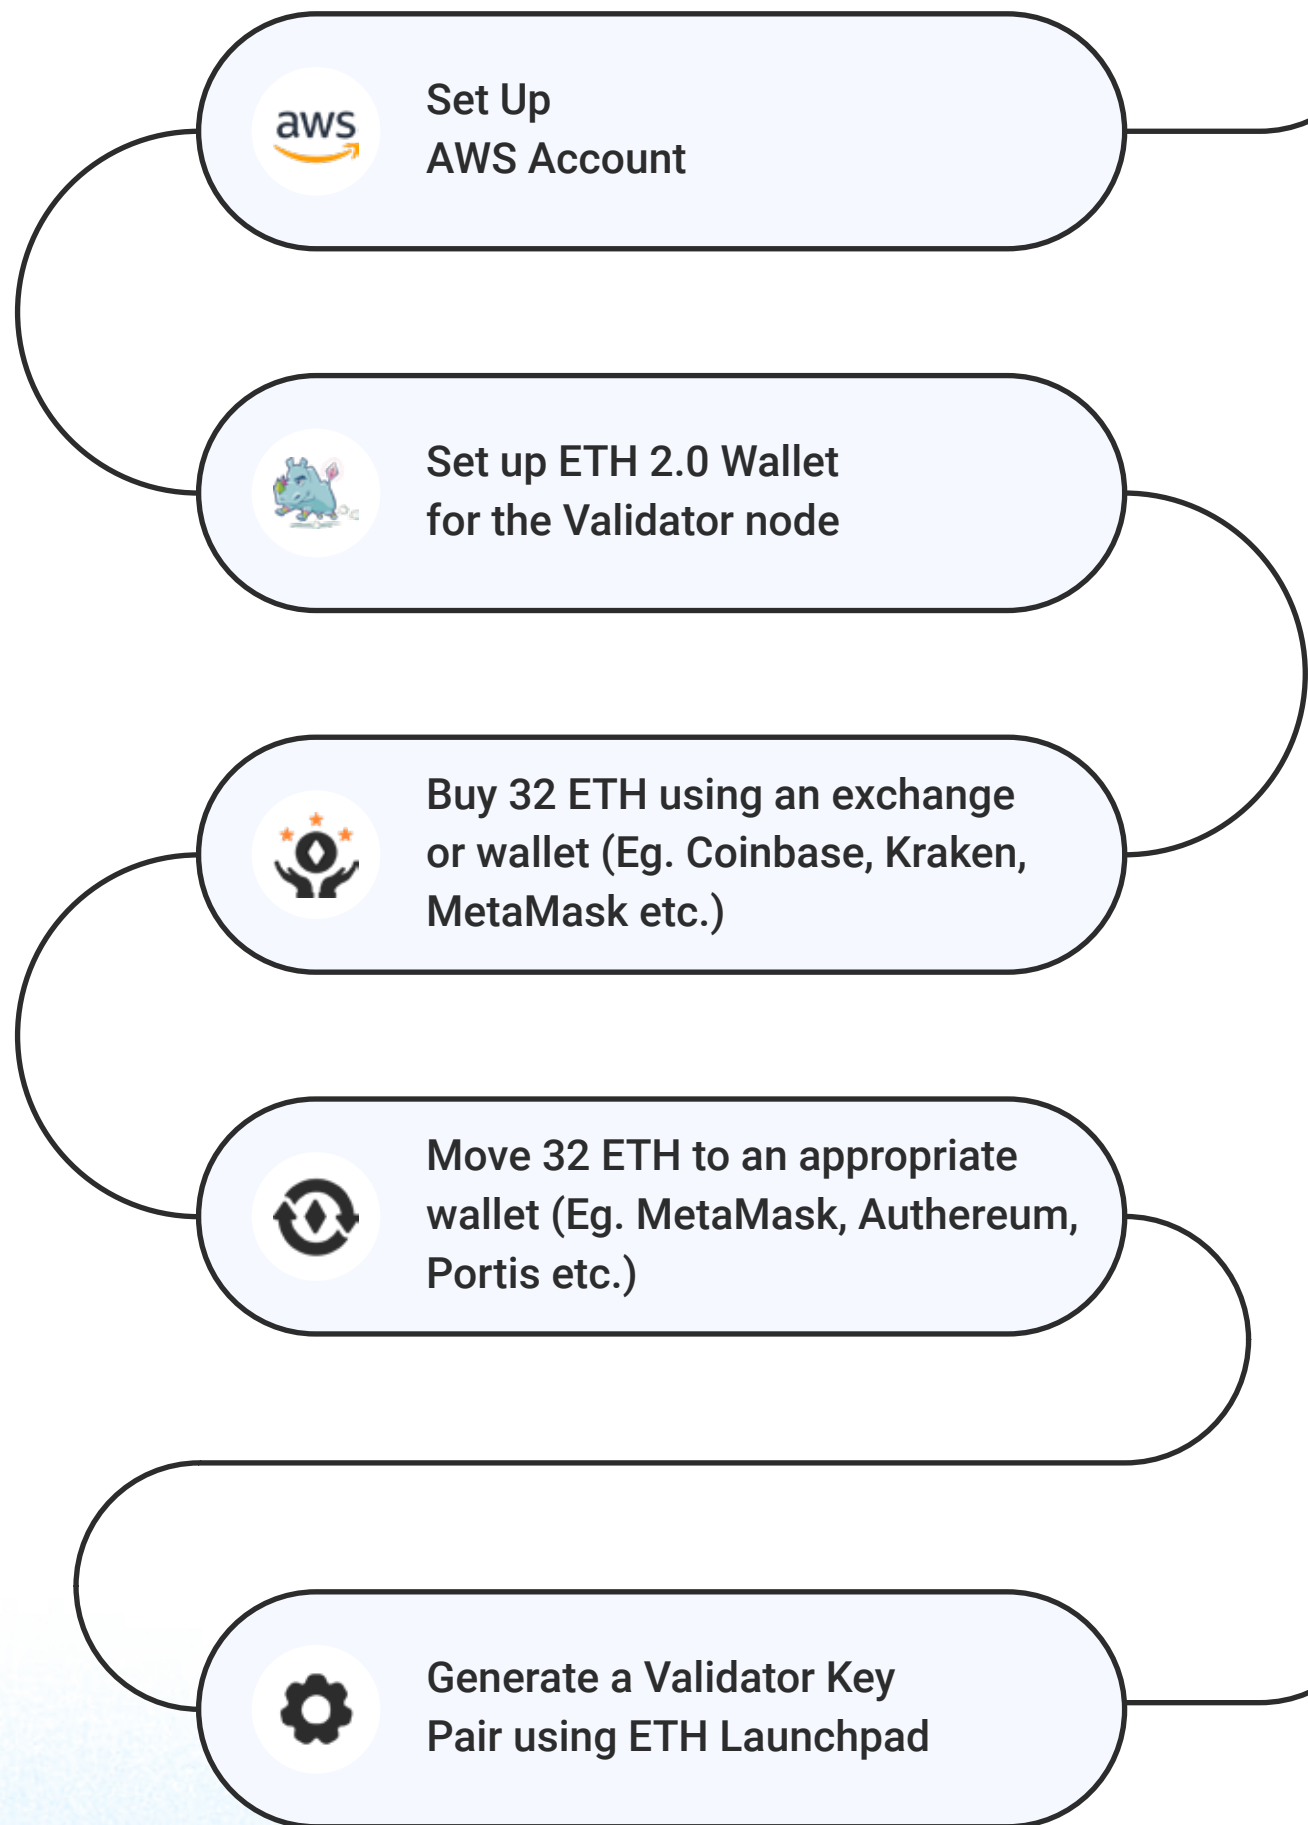 aws
Set Up
AWS Account
Set up ETH 2.0 Wallet
for the Validator node
Buy 32 ETH using an exchange
or wallet (Eg. Coinbase, Kraken,
MetaMask etc.)
Move 32 ETH to an appropriate
wallet (Eg. MetaMask, Authereum,
Portis etc.)
Generate a Validator Key
Pair using ETH Launchpad